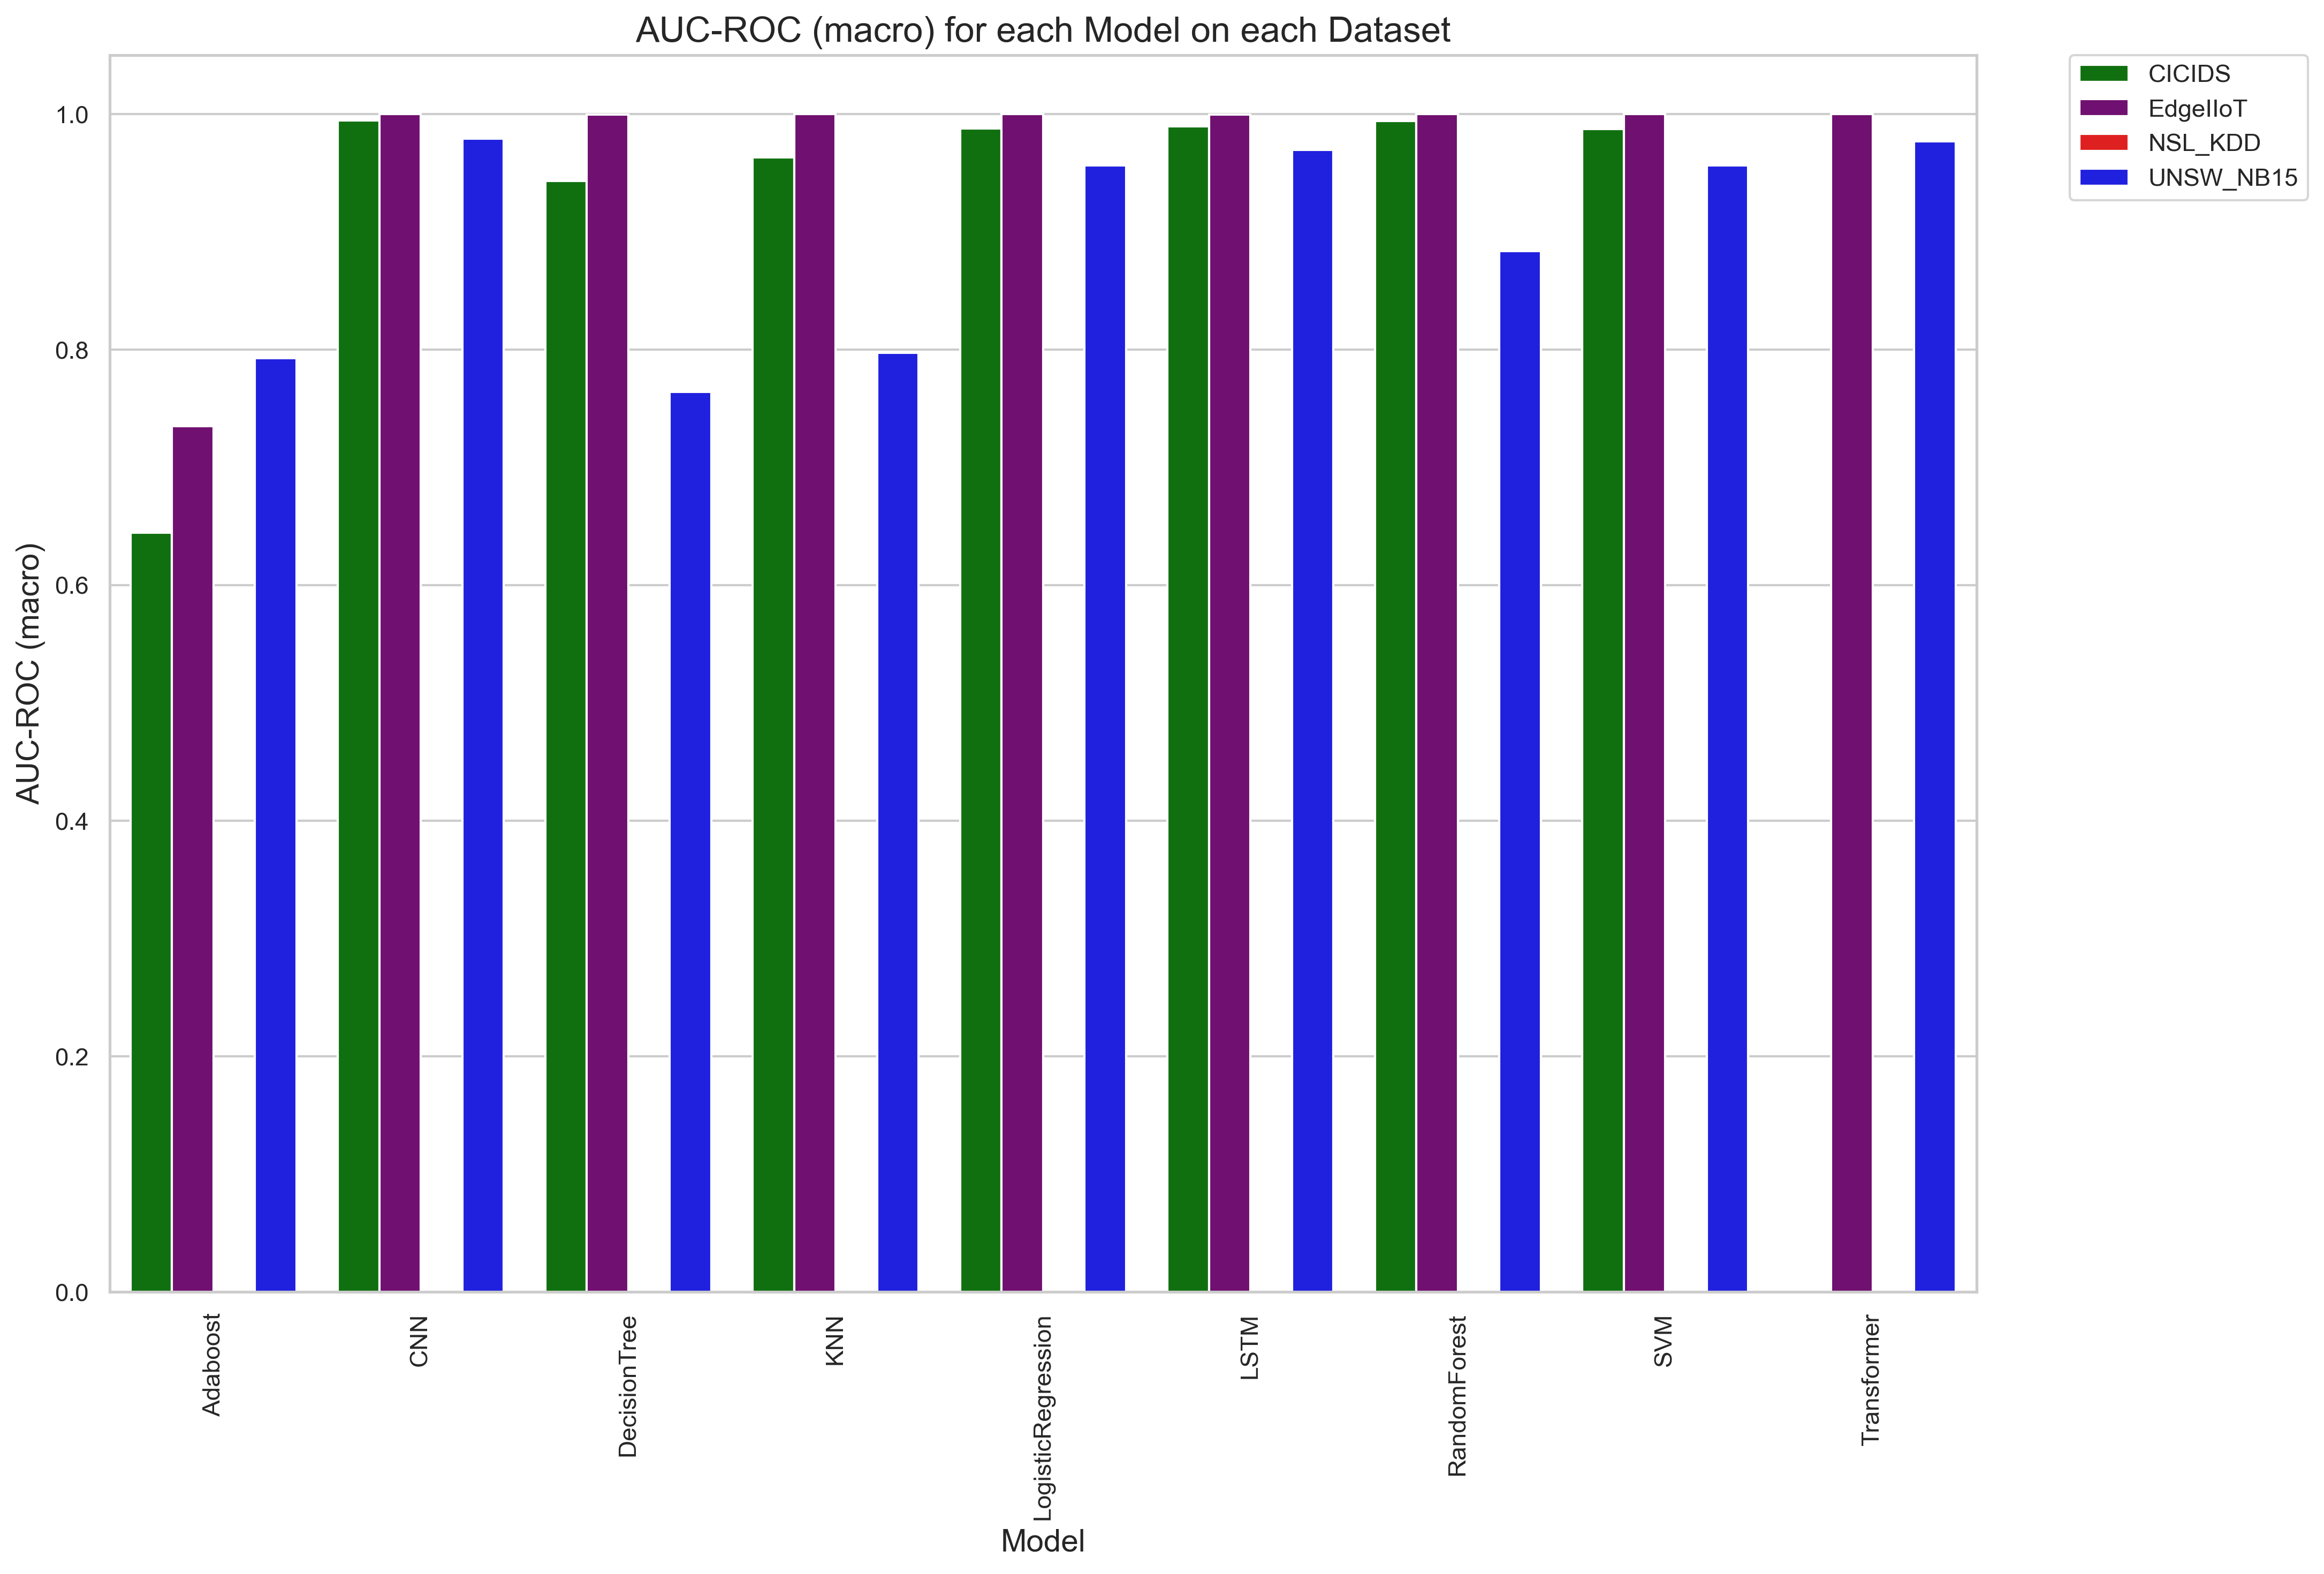 AUC-ROC (macro) for each Model on each Dataset
CICIDS
EdgeIIoT
NSL_KDD
UNSW_NB15
AUC-ROC (macro)
1.0
0.8
0.6
0.4
0.2
0.0
Adaboost
CNN
DecisionTree
KNN
LogisticRegression
LSTM
RandomForest
SVM
Transformer
Model